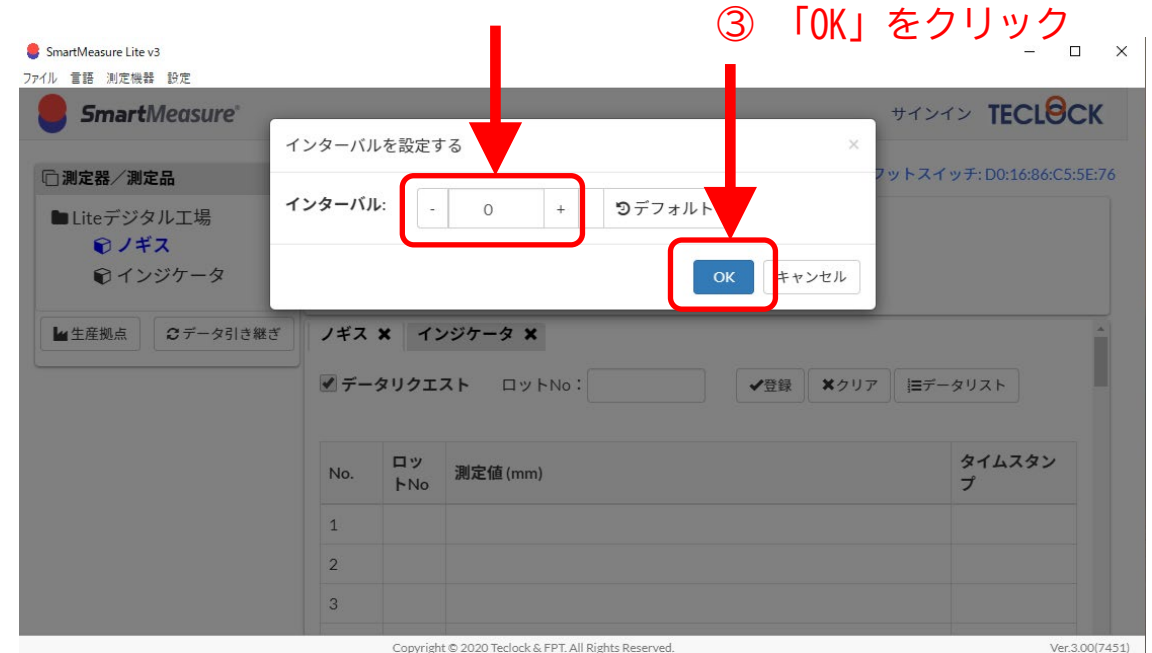 ③ 「OK」をクリック
SmartMeasure Lite v3
ファイル 言語 測定機器 設定
SmartMeasure
サインイン TECLOCK
インターバルを設定する
測定器／測定品
フットスイッチ: D0:16:86:C5:5E:76
インターバル: - 0 + デフォルト
Liteデジタル工場
ノギス
インジケータ
OK キャンセル
生産拠点 データ引き継ぎ
ノギス ✖ インジケータ ✖
データリクエスト ロットNo： ✔登録 ✖クリア データリスト
No. ロットNo 測定値 (mm) タイムスタンプ
1
2
3
Copyright © 2020 Teclock & FPT. All Rights Reserved. Ver.3.00(7451)